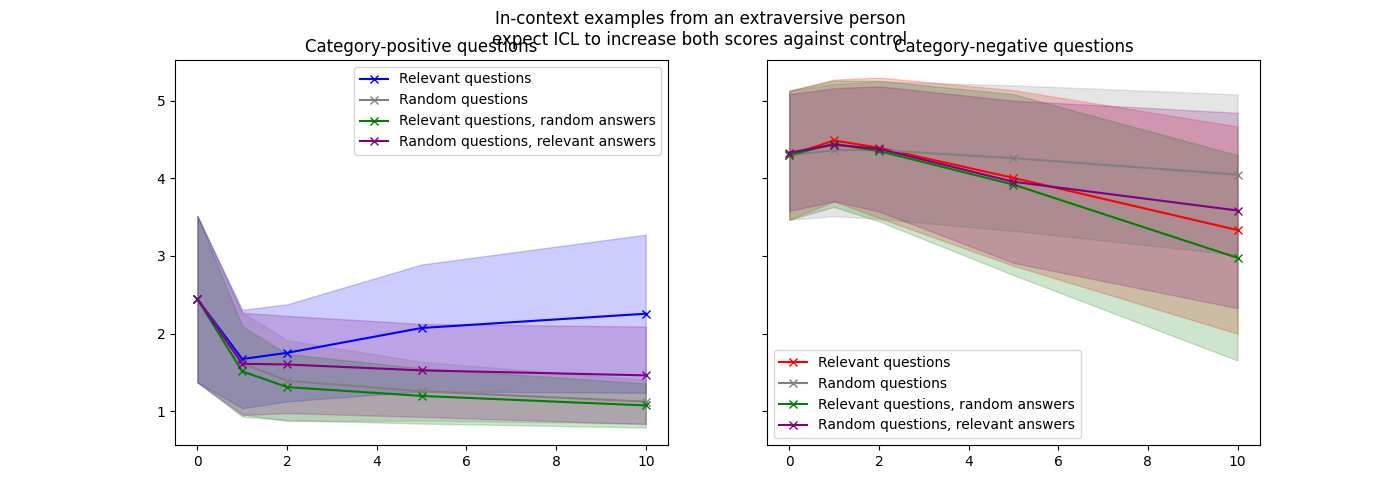 In-context examples from an extraversive person
expect ICL to increase both scores against control
Category-positive questions
Relevant questions
Random questions
Relevant questions, random answers
Random questions, relevant answers
1
2
3
4
5
0
2
4
6
8
10
Category-negative questions
Relevant questions
Random questions
Relevant questions, random answers
Random questions, relevant answers
0
2
4
6
8
10